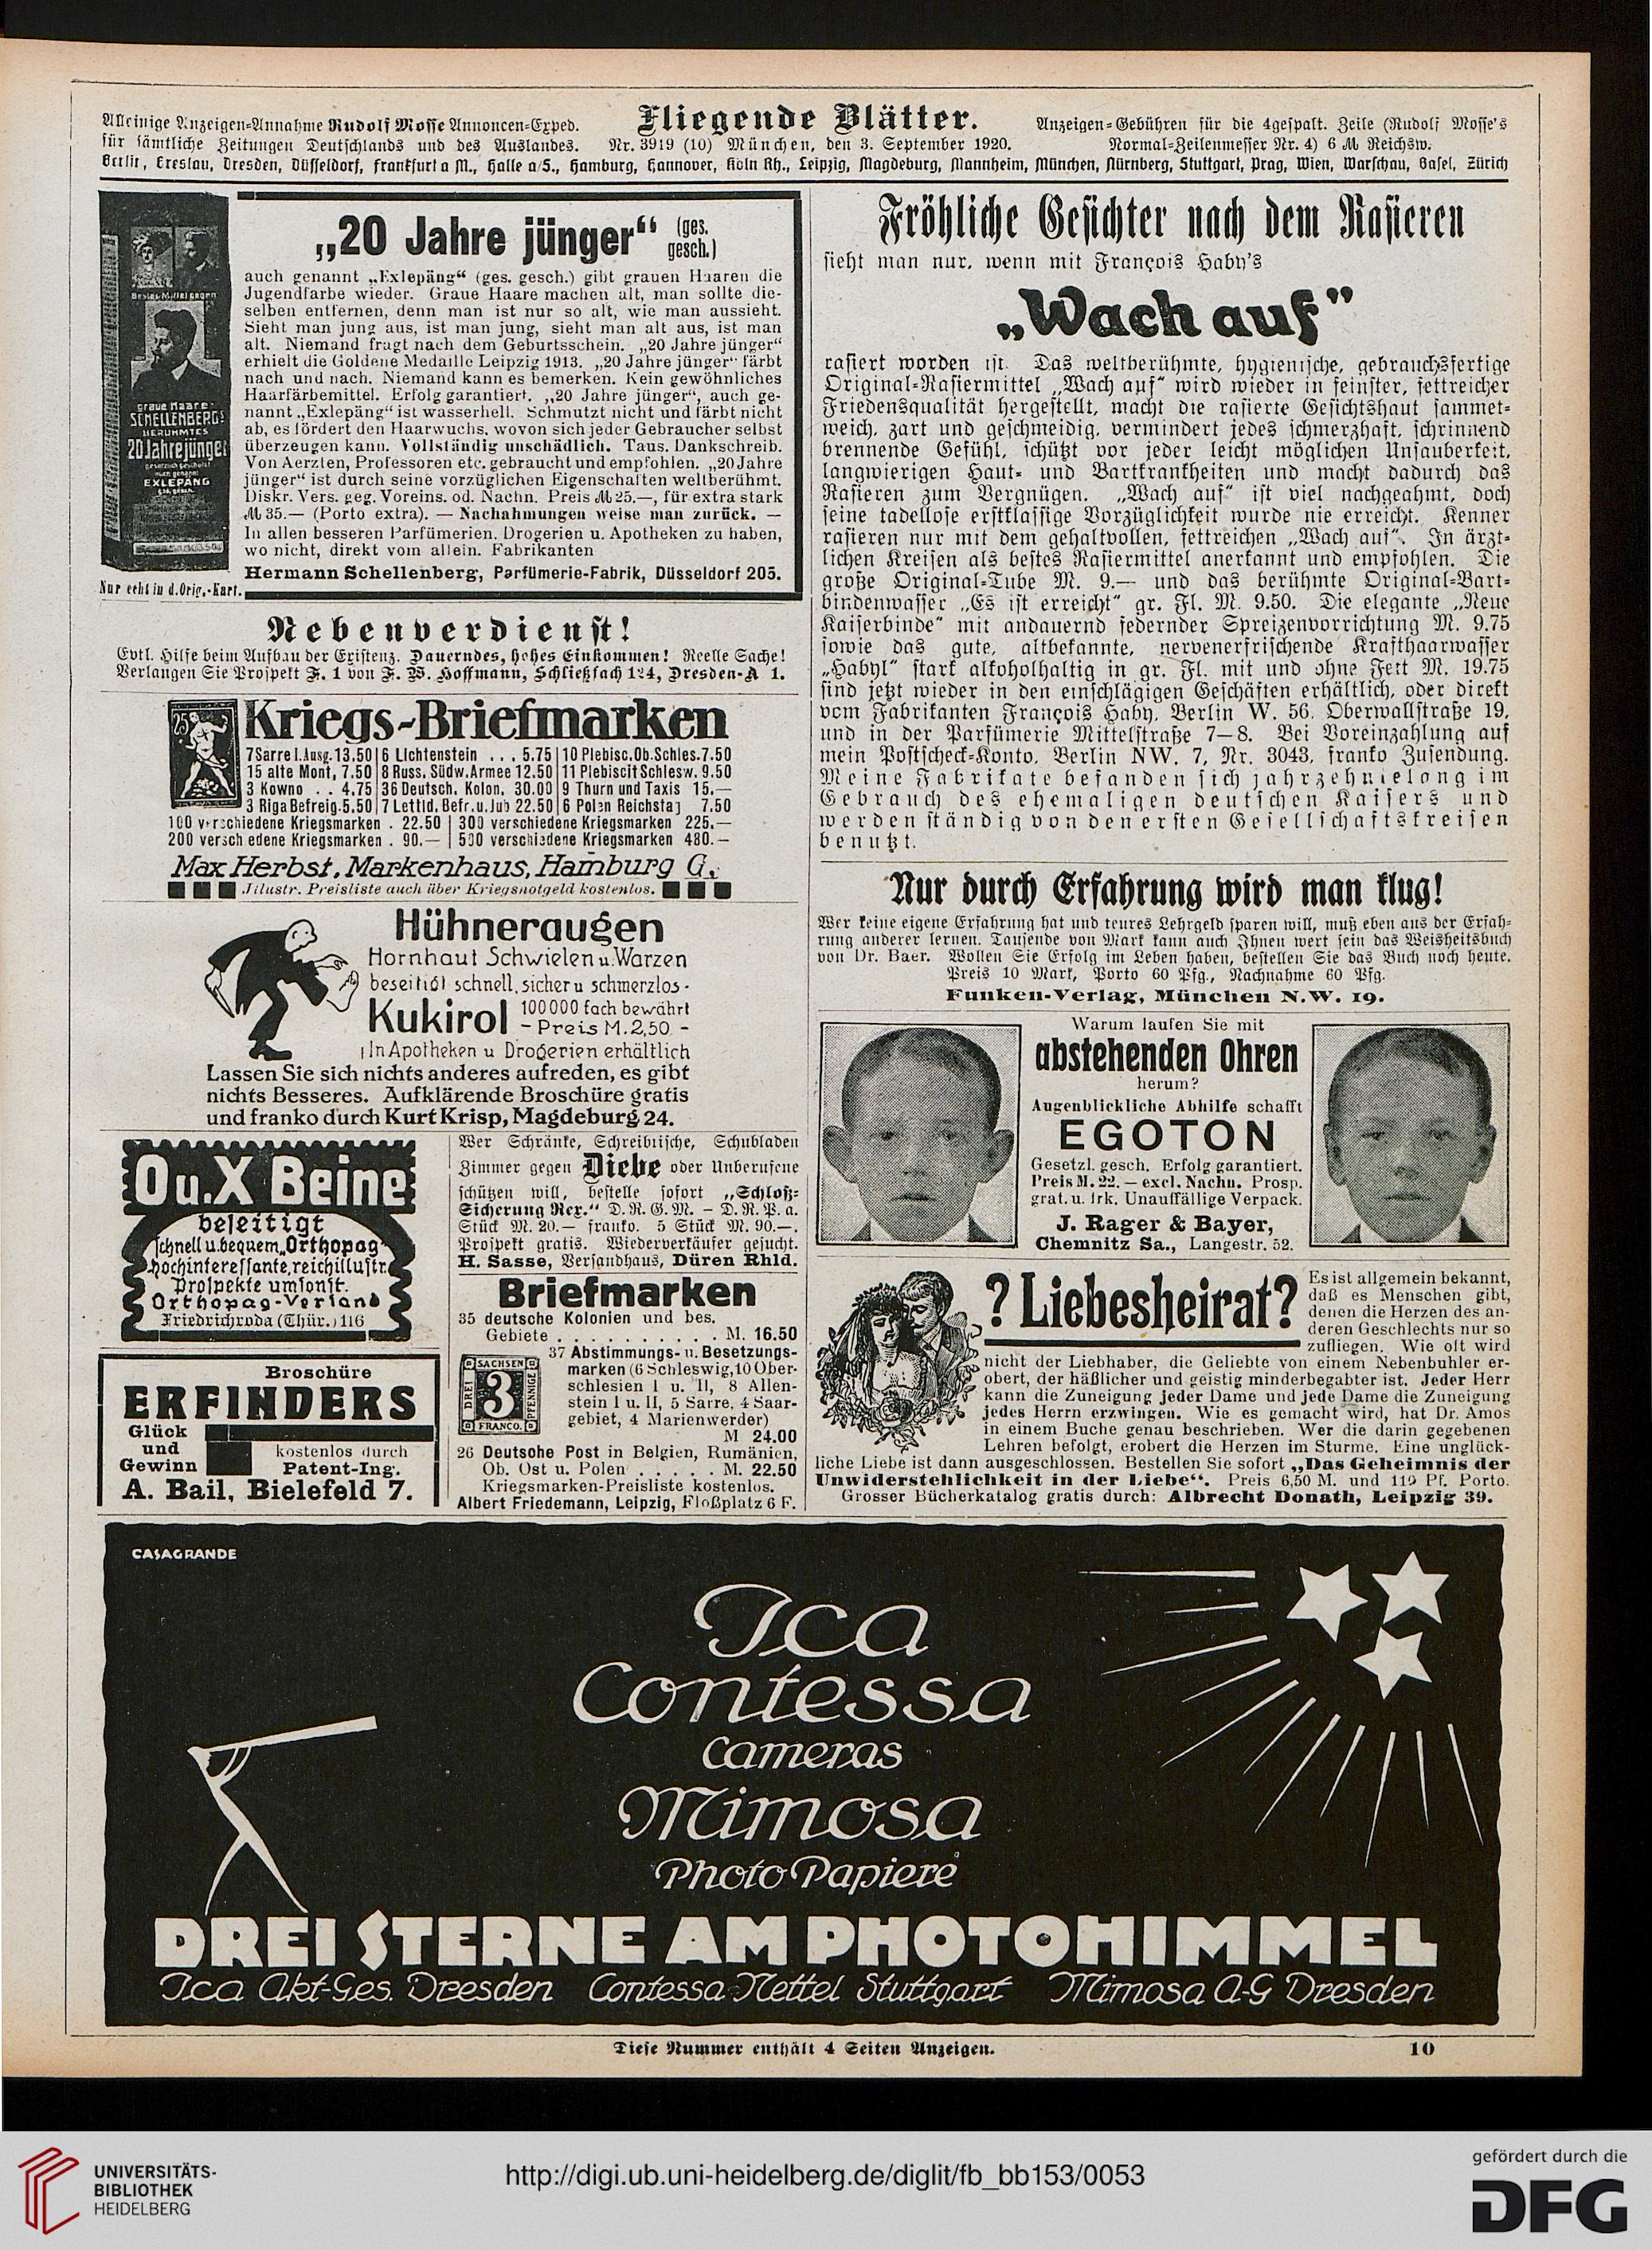 Alleinige Anzeigen-Annahme Rudolf Mosse Annoncen-Exped.
für sämtliche Zeitungen Deutschlands und des Auslandes.
Fliegende Blätter.
Nr. 3919 (10) München, den 3. September 1920.
Anzeigen-Gebühren für die 4gespalt. Zeile (Rudolf Mosse's
Normal-Zeilenmesser Nr. 4) 6 M Reichsw.
Berlin, Breslau, Dresden, Düsseldorf, Frankfurt a M., Halle a/S., Hamburg, Hannover, Köln Rh., Leipzig, Magdeburg, Mannheim, München, Nürnberg, Stuttgart, Prag, Wien, Warschau, Basel, Zürich
Bestes Mittel gegen
graue Haare:
SCHELLENBERGS
BERÜHMTES
20Jahrejünger
EXLEPÄNG
Nur echt in d.Orig.-Kart.
„20 Jahre jünger“ (ges. gesch.)
auch genannt „Exlepäng“ (ges. gesch.) gibt grauen Haaren die
Jugendfarbe wieder. Graue Haare machen alt, man sollte die-
selben entfernen, denn man ist nur so alt, wie man aussieht.
Sieht man jung aus, ist man jung, sieht man alt aus, ist man
alt. Niemand fragt nach dem Geburtsschein. „20 Jahre jünger“
erhielt die Goldene Medaille Leipzig 1913. „20 Jahre jünger“ färbt
nach und nach. Niemand kann es bemerken. Kein gewöhnliches
Haarfärbemittel. Erfolg garantiert. „20 Jahre jünger“, auch ge-
nannt „Exlepäng“ ist wasserhell. Schmutzt nicht und färbt nicht
ab, es fördert den Haarwuchs, wovon sich jeder Gebraucher selbst
überzeugen kann. Vollständig unschädlich. Taus. Dankschreib.
Von Aerzten, Professoren etc. gebraucht und empfohlen. „20 Jahre
jünger“ ist durch seine vorzüglichen Eigenschaften weltberühmt.
Diskr. Vers. geg. Voreins. od. Nachn. Preis M 25.—, für extra stark
M 35.— (Porto extra). — Nachahmungen weise man zurück. —
In allen besseren Parfümerien, Drogerien u. Apotheken zu haben,
wo nicht, direkt vom allein. Fabrikanten
Hermann Schellenberg, Parfümerie-Fabrik, Düsseldorf 205.
Nebenverdienst!
Evtl. Hilfe beim Aufbau der Existenz. Dauerndes, hohes Einkommen! Reelle Sache!
Verlangen Sie Prospekt F. 1 von F. W. Hoffmann, Schließfach 124, Dresden-A 1.
25
Kriegs-Briefmarken
7 Sarre I. Ausg. 13.50 | 6 Lichtenstein . . . 5.75 | 10 Plebisc.Ob.Schles. 7.50
15 alte Mont. 7.50 | 8 Russ. Südw. Armee 12.50 | 11 Plebiscit Schlesw. 9.50
3 Kowno . . 4.75 | 36 Deutsch. Kolon. 30.00 | 9 Thurn und Taxis 15.—
3 Riga Befreig. 5.50 | 7 Lettld. Befr. u. Jub 22.50 | 6 Polen Reichstag 7.50
100 verschiedene Kriegsmarken . 22.50 | 300 verschiedene Kriegsmarken 225.—
200 verschiedene Kriegsmarken . 90.— | 500 verschiedene Kriegsmarken 480.—
Max Herbst, Markenhaus, Hamburg G.
Illustr. Preisliste auch über Kriegsnotgeld kostenlos.
Hühneraugen
Hornhaut Schwielen u. Warzen
beseitigt schnell, sicher u schmerzlos -
Kukirol 100000 fach bewährt
- Preis M. 2,50 -
In Apotheken u Drogerien erhältlich
Lassen Sie sich nichts anderes aufreden, es gibt
nichts Besseres. Aufklärende Broschüre gratis
und franko durch Kurt Krisp, Magdeburg 24.
O u. X Beine
beseitigt
schnell u. bequem „Orthopag“
hochinteressante, reichillustr.
Prospekte umsonst.
Orthopag-Versand
Friedrichroda (Thür.) 116
Broschüre
ERFINDERS
Glück
und
Gewinn
kostenlos durch
Patent-Ing.
A. Bail, Bielefeld 7.
Wer Schränke, Schreibtische, Schubladen
Zimmer gegen Diebe oder Unberufene
schützen will, bestelle sofort „Schloß-
Sicherung Rex.“ D. R. G. M. – D. R. P. a.
Stück M. 20.— franko. 5 Stück M. 90.—.
Prospekt gratis. Wiederverkäufer gesucht.
H. Sasse, Versandhaus, Düren Rhld.
Briefmarken
35 deutsche Kolonien und bes.
Gebiete . . . . . . . . . . M. 16.50
37 Abstimmungs- u. Besetzungs-
marken (6 Schleswig, 10 Ober-
schlesien I u. II, 8 Allen-
stein I u. II, 5 Sarre, 4 Saar-
gebiet, 4 Marienwerder)
M 24.00
SACHSEN
DREI
3
PFENNIGE
FRANCO.
26 Deutsche Post in Belgien, Rumänien,
Ob. Ost u. Polen . . . . . M. 22.50
Kriegsmarken-Preisliste kostenlos.
Albert Friedemann, Leipzig, Floßplatz 6 F.
Fröhliche Gesichter nach dem Rasieren
sieht man nur, wenn mit François Haby's
„Wach auf”
rasiert worden ist. Das weltberühmte, hygienische, gebrauchsfertige
Original-Rasiermittel „Wach auf“ wird wieder in feinster, fettreicher
Friedensqualität hergestellt, macht die rasierte Gesichtshaut sammet-
weich, zart und geschmeidig, vermindert jedes schmerzhaft, schrinnend
brennende Gefühl, schützt vor jeder leicht möglichen Unsauberkeit,
langwierigen Haut- und Bartkrankheiten und macht dadurch das
Rasieren zum Vergnügen. „Wach auf“ ist viel nachgeahmt, doch
seine tadellose erstklassige Vorzüglichkeit wurde nie erreicht. Kenner
rasieren nur mit dem gehaltvollen, fettreichen „Wach auf“. In ärzt-
lichen Kreisen als bestes Rasiermittel anerkannt und empfohlen. Die
große Original-Tube M. 9.— und das berühmte Original-Bart-
bindenwasser „Es ist erreicht“ gr. Fl. M. 9.50. Die elegante „Neue
Kaiserbinde“ mit andauernd federnder Spreizenvorrichtung M. 9.75
sowie das gute, altbekannte, nervenerfrischende Krafthaarwasser
„Habyl“ stark alkoholhaltig in gr. Fl. mit und ohne Fett M. 19.75
sind jetzt wieder in den einschlägigen Geschäften erhältlich, oder direkt
vom Fabrikanten François Haby, Berlin W. 56, Oberwallstraße 19,
und in der Parfümerie Mittelstraße 7—8. Bei Voreinzahlung auf
mein Postscheck-Konto, Berlin NW. 7, Nr. 3043, franko Zusendung.
Meine Fabrikate befanden sich jahrzehntelang im
Gebrauch des ehemaligen deutschen Kaisers und
werden ständig von den ersten Gesellschaftskreisen
benutzt.
Nur durch Erfahrung wird man klug!
Wer keine eigene Erfahrung hat und teures Lehrgeld sparen will, muß eben aus der Erfah-
rung anderer lernen. Tausende von Mark kann auch Ihnen wert sein das Weisheitsbuch
von Dr. Baer. Wollen Sie Erfolg im Leben haben, bestellen Sie das Buch noch heute.
Preis 10 Mark, Porto 60 Pfg., Nachnahme 60 Pfg.
Funken-Verlag, München N.W. 19.
Warum laufen Sie mit
abstehenden Ohren
herum?
Augenblickliche Abhilfe schafft
EGOTON
Gesetzl. gesch. Erfolg garantiert.
Preis M. 22. — excl. Nachn. Prosp.
grat. u. frk. Unauffällige Verpack.
J. Rager & Bayer,
Chemnitz Sa., Langestr. 52.
? Liebesheirat?
Es ist allgemein bekannt,
daß es Menschen gibt,
denen die Herzen des an-
deren Geschlechts nur so
zufliegen. Wie oft wird
nicht der Liebhaber, die Geliebte von einem Nebenbuhler er-
obert, der häßlicher und geistig minderbegabter ist. Jeder Herr
kann die Zuneigung jeder Dame und jede Dame die Zuneigung
jedes Herrn erzwingen. Wie es gemacht wird, hat Dr. Amos
in einem Buche genau beschrieben. Wer die darin gegebenen
Lehren befolgt, erobert die Herzen im Sturme. Eine unglück-
liche Liebe ist dann ausgeschlossen. Bestellen Sie sofort „Das Geheimnis der
Unwiderstehlichkeit in der Liebe“. Preis 6,50 M. und 110 Pf. Porto.
Grosser Bücherkatalog gratis durch: Albrecht Donath, Leipzig 39.
CASAGRANDE
Ica
Contessa
Cameras
Mimosa
Photo Papiere
DREI STERNE AM PHOTOHIMMEL
Ica Akt-Ges. Dresden Contessa-Nettel Stuttgart Mimosa A-G Dresden
Diese Nummer enthält 4 Seiten Anzeigen.
10
UNIVERSITÄTS-
BIBLIOTHEK
HEIDELBERG
http://digi.ub.uni-heidelberg.de/diglit/fb_bb153/0053
gefördert durch die
DFG